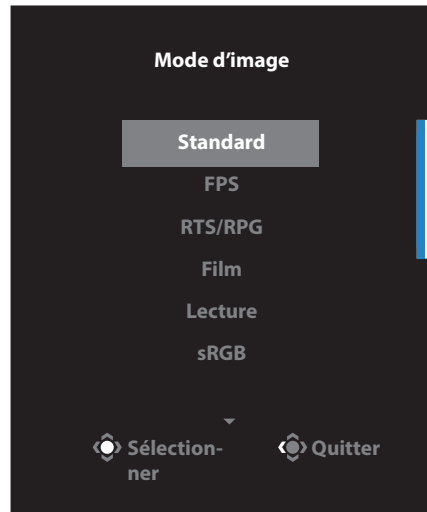 Mode d'image
Standard
FPS
RTS/RPG
Film
Lecture
sRGB
Sélection- Quitter
ner